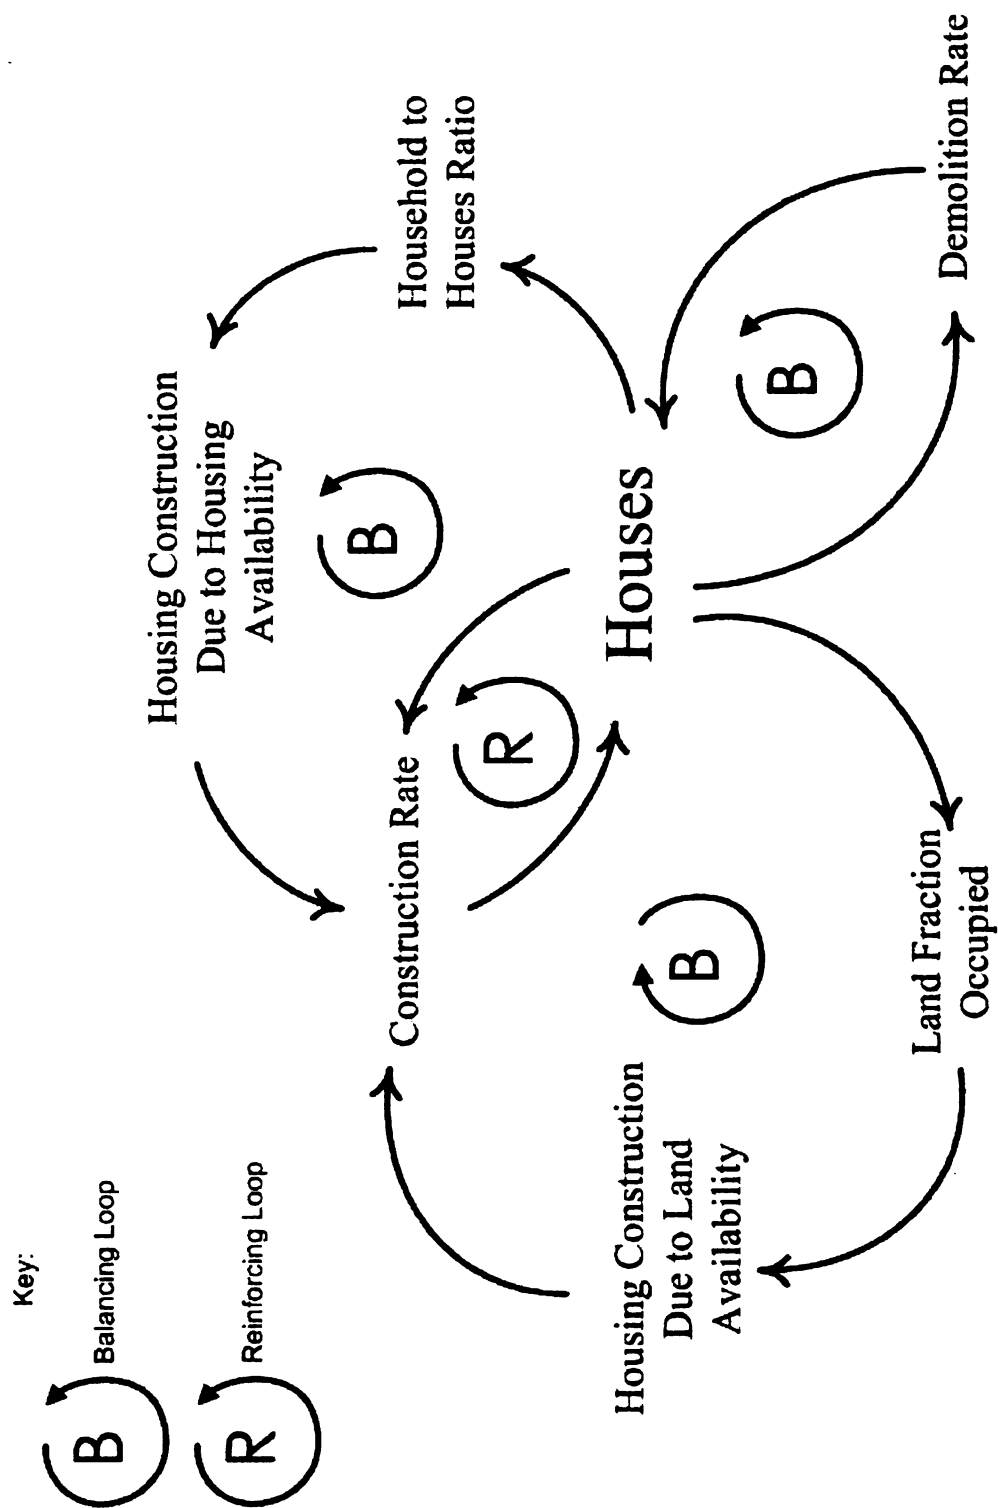 Key:
B
Balancing Loop
R
Reinforcing Loop
Housing Construction
Due to Housing
Availability
B
Household to
Houses Ratio
Construction Rate
R
Houses
B
Housing Construction
Due to Land
Availability
B
Land Fraction
Occupied
Demolition Rate